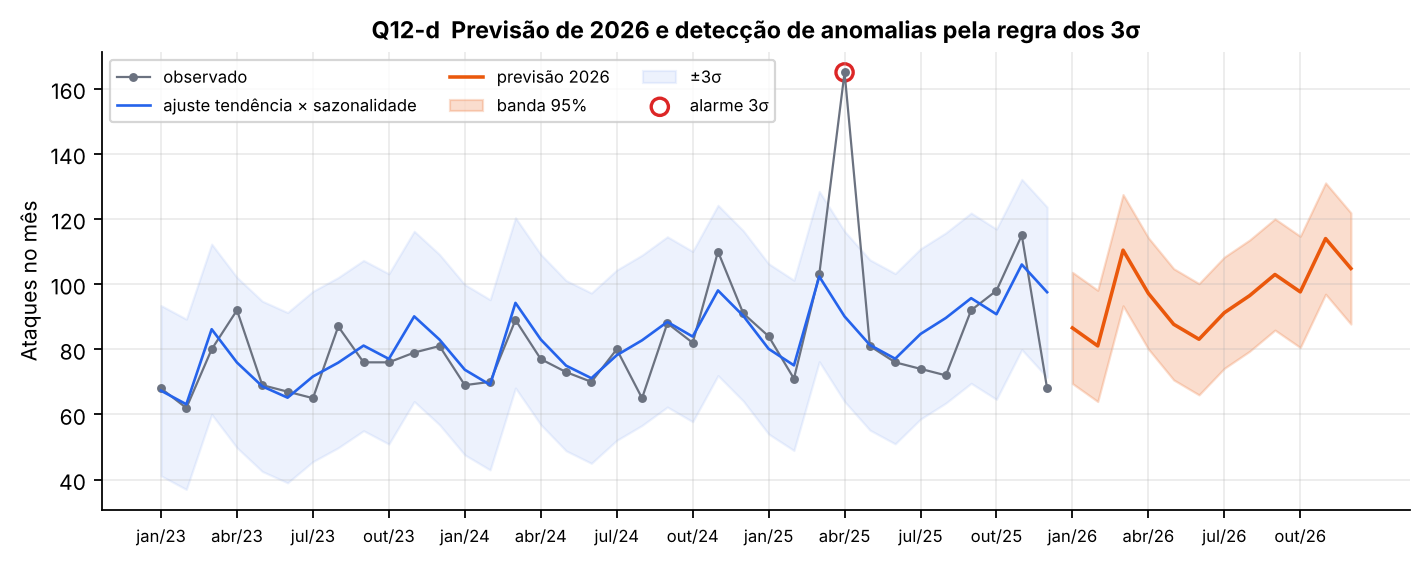 Q12-d  Previsão de 2026 e detecção de anomalias pela regra dos 3σ
observado
ajuste tendência × sazonalidade
previsão 2026
banda 95%
±3σ
alarme 3σ
Ataques no mês
160
140
120
100
80
60
40
jan/23 abr/23 jul/23 out/23 jan/24 abr/24 jul/24 out/24 jan/25 abr/25 jul/25 out/25 jan/26 abr/26 jul/26 out/26